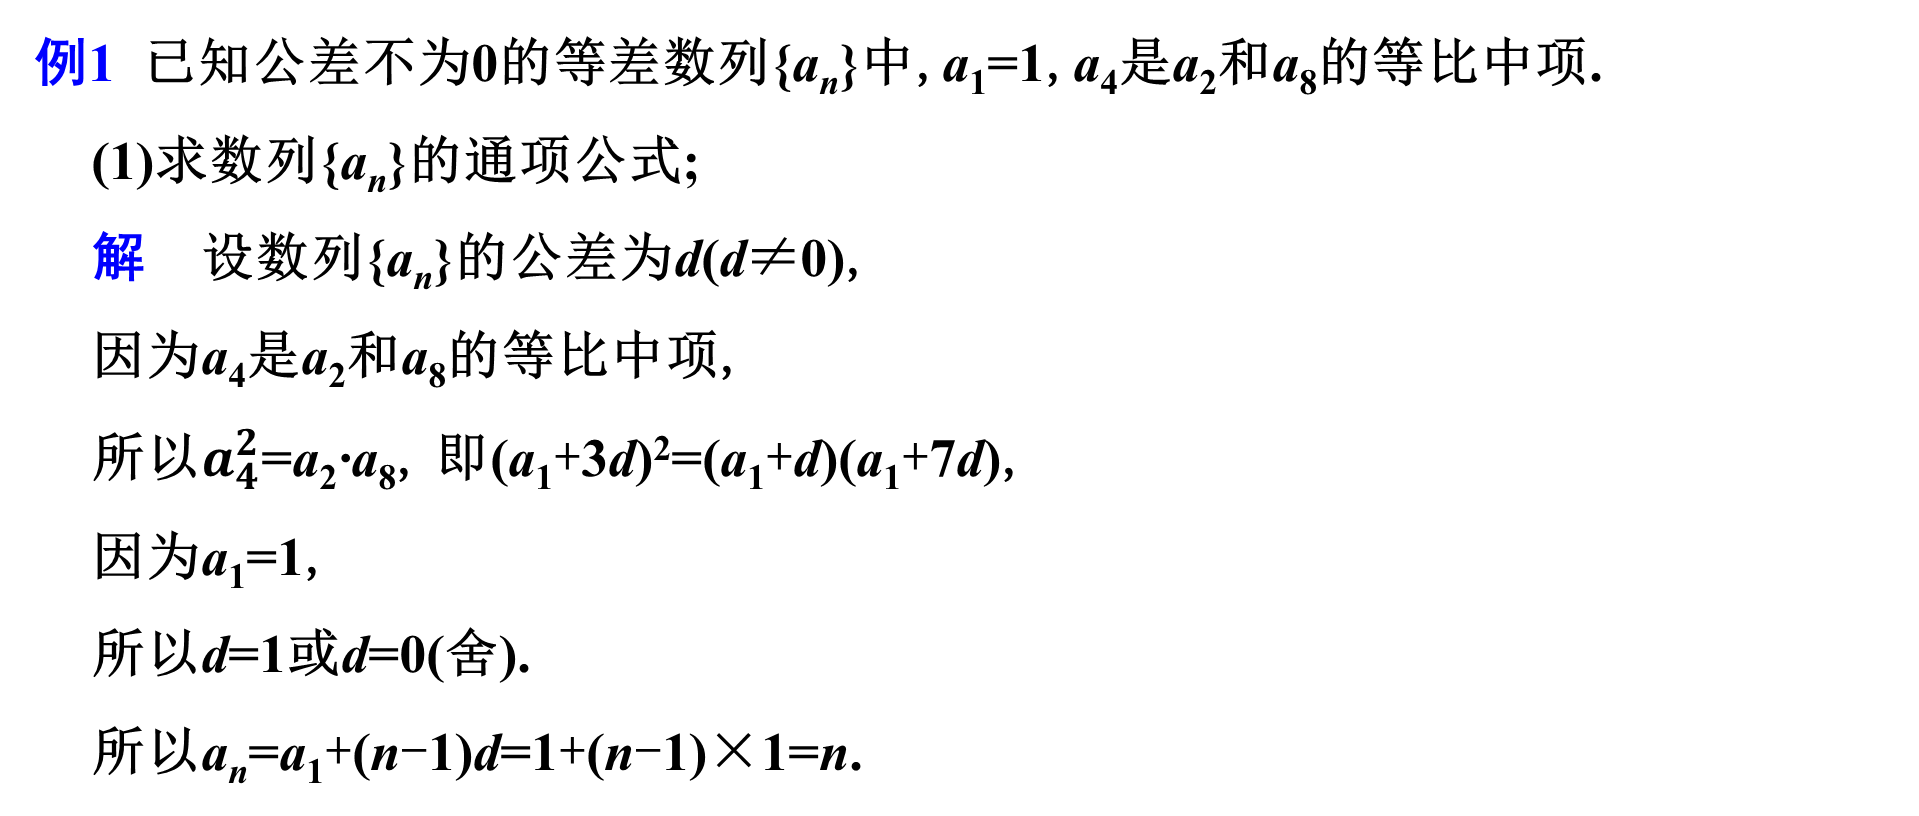 例1 已知公差不为0的等差数列{aₙ}中, a₁=1, a₄是a₂和a₈的等比中项.
(1)求数列{aₙ}的通项公式;
解 设数列{aₙ}的公差为d(d≠0),
因为a₄是a₂和a₈的等比中项,
所以a₄²=a₂·a₈, 即(a₁+3d)²=(a₁+d)(a₁+7d),
因为a₁=1,
所以d=1或d=0(舍).
所以aₙ=a₁+(n−1)d=1+(n−1)×1=n.